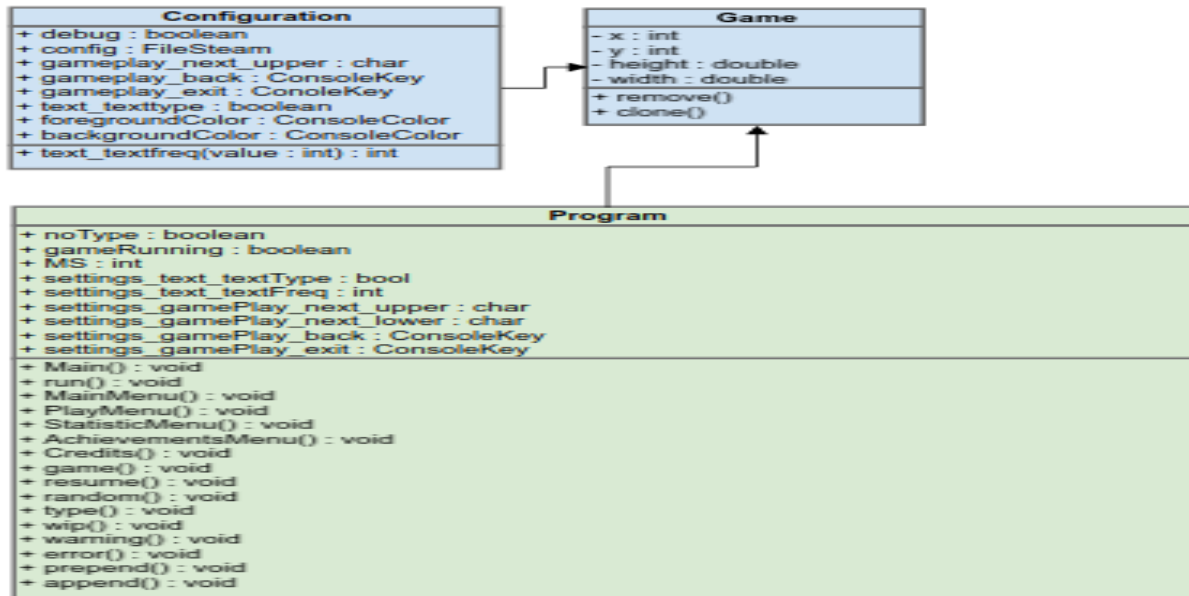 Configuration
+ debug : boolean
+ config : FileSteam
+ gameplay_next_upper : char
+ gameplay_back : ConsoleKey
+ gameplay_exit : ConoleKey
+ text_texttype : boolean
+ foregroundColor : ConsoleColor
+ backgroundColor : ConsoleColor
+ text_textfreq(value : int) : int
Game
- x : int
- y : int
- height : double
- width : double
+ remove()
+ clone()
Program
+ noType : boolean
+ gameRunning : boolean
+ MS : int
+ settings_text_textType : bool
+ settings_text_textFreq : int
+ settings_gamePlay_next_upper : char
+ settings_gamePlay_next_lower : char
+ settings_gamePlay_back : ConsoleKey
+ settings_gamePlay_exit : ConsoleKey
+ Main() : void
+ run() : void
+ MainMenu() : void
+ PlayMenu() : void
+ StatisticMenu() : void
+ AchievementsMenu() : void
+ Credits() : void
+ game() : void
+ resume() : void
+ random() : void
+ type() : void
+ wip() : void
+ warning() : void
+ error() : void
+ prepend() : void
+ append() : void